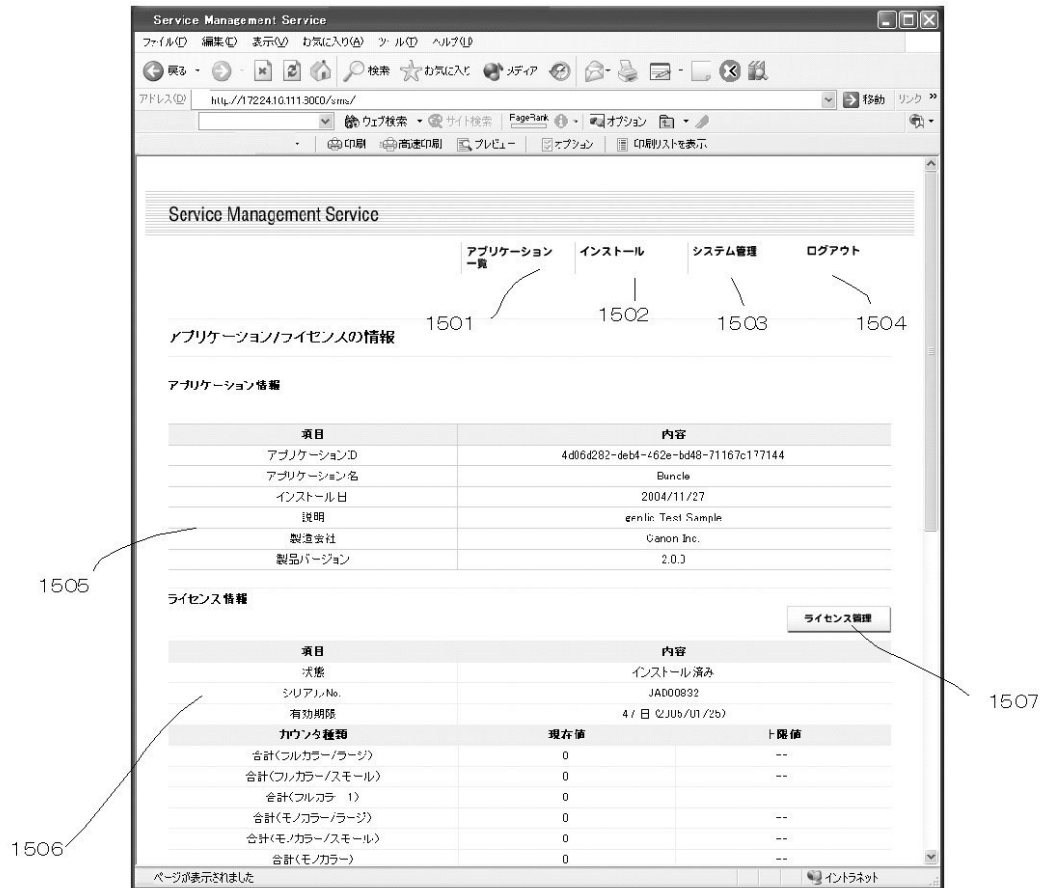 Service Management Service
ファイル(F) 編集(E) 表示(V) お気に入り(A) ツール(T) ヘルプ(H)
戻る 検索 お気に入り メディア
アドレス(D) http://172.24.16.111:3000/sms/ 移動 リンク
ウェブ検索 サイト検索 PageRank オプション
印刷 高速印刷 プレビュー オプション 印刷リストを表示
Service Management Service
アプリケーション一覧 インストール システム管理 ログアウト
1501 1502 1503 1504
アプリケーション/ライセンスの情報
アプリケーション情報
項目 内容
アプリケーションID 4d06d282-deb4-462e-bd48-71167c177144
アプリケーション名 Buncle
インストール日 2004/11/27
説明 genlic Test Sample
製造会社 Canon Inc.
製品バージョン 2.0.0
1505
ライセンス情報
ライセンス管理
項目 内容
状態 インストール済み
シリアルNo. JAD00832
1507
有効期限 47日 (2005/01/25)
カウンタ種類 現在値 上限値
合計(フルカラー/ラージ) 0 --
合計(フルカラー/スモール) 0 --
合計(フルカラー 1) 0
合計(モノカラー/ラージ) 0 --
合計(モノカラー/スモール) 0 --
1506
合計(モノカラー) 0 --
ページが表示されました イントラネット